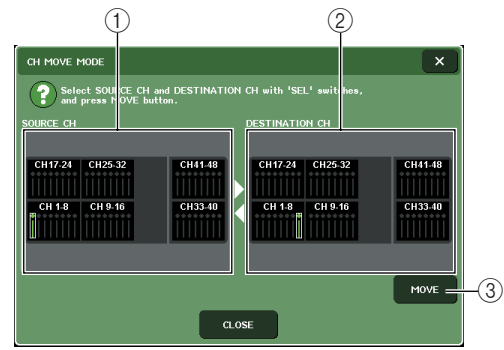 ① ②
CH MOVE MODE ×
? Select SOURCE CH and DESTINATION CH with 'SEL' switches,
and press MOVE button.
SOURCE CH DESTINATION CH
CH17-24 CH25-32 CH41-48 CH17-24 CH25-32 CH41-48
CH 1-8 CH 9-16 CH33-40 CH 1-8 CH 9-16 CH33-40
MOVE ③
CLOSE